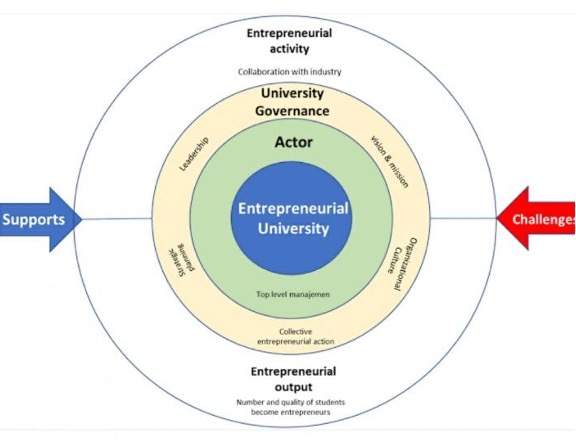 Entrepreneurial
activity
Collaboration with industry
University
Governance
Leadership
vision & mission
Actor
Supports
Entrepreneurial
University
Challenges
Strategic
planning
Organizational
Culture
Top level managemen
Collective
entrepreneurial action
Entrepreneurial
output
Number and quality of students
become entrepreneurs